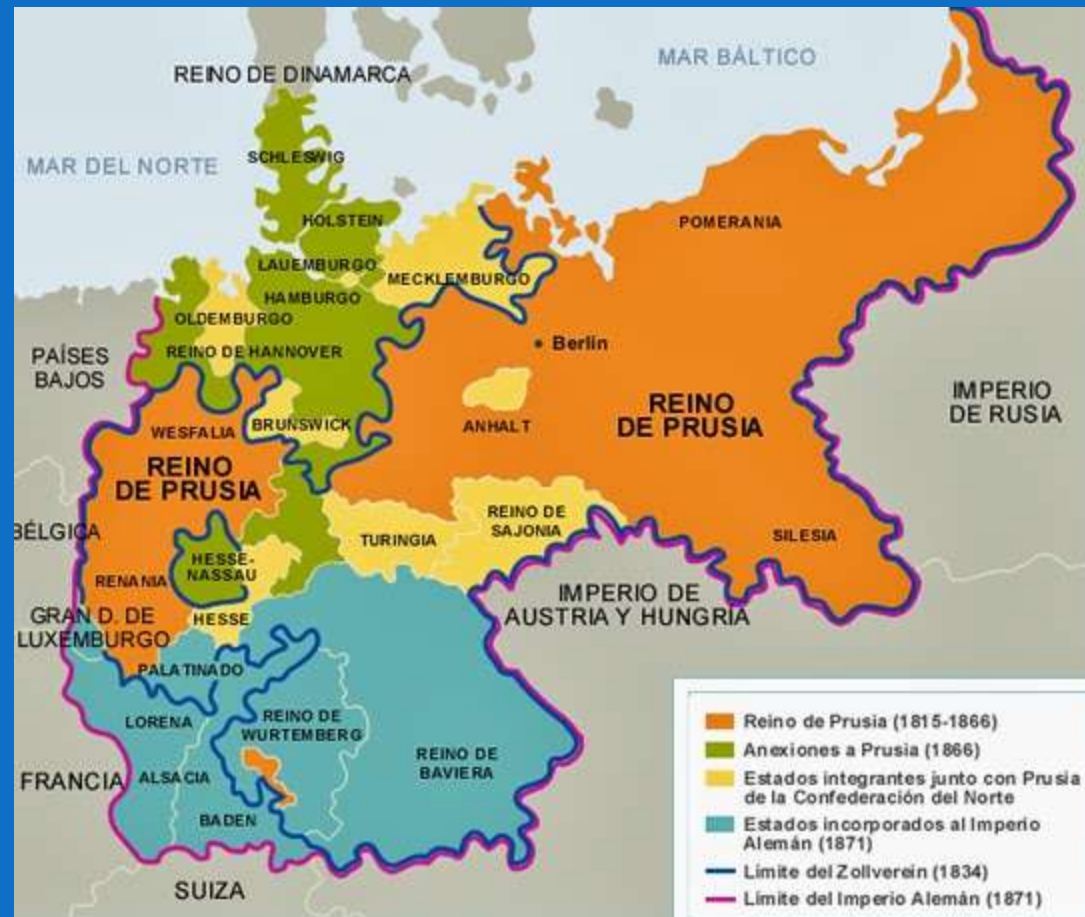 REINO DE DINAMARCA
MAR BÁLTICO
MAR DEL NORTE
SCHLESWIG
HOLSTEIN
POMERANIA
LAUEMBURGO
MECKLEMBURGO
HAMBURGO
OLDEMBURGO
REINO DE HANNOVER
Berlín
PAÍSES
BAJOS
IMPERIO
DE RUSIA
REINO
DE PRUSIA
WESFALIA
BRUNSWICK
ANHALT
REINO
DE PRUSIA
BÉLGICA
REINO DE
SAJONIA
TURINGIA
SILESIA
HESSE-
NASSAU
RENANIA
IMPERIO DE
AUSTRIA Y HUNGRÍA
GRAN D. DE
LUXEMBURGO
HESSE
PALATINADO
LORENA
REINO DE
WURTEMBERG
REINO DE
BAVIERA
FRANCIA
ALSACIA
BADEN
SUIZA
Reino de Prusia (1815-1866)
Anexiones a Prusia (1866)
Estados integrantes junto con Prusia
de la Confederación del Norte
Estados incorporados al Imperio
Alemán (1871)
Límite del Zollverein (1834)
Límite del Imperio Alemán (1871)